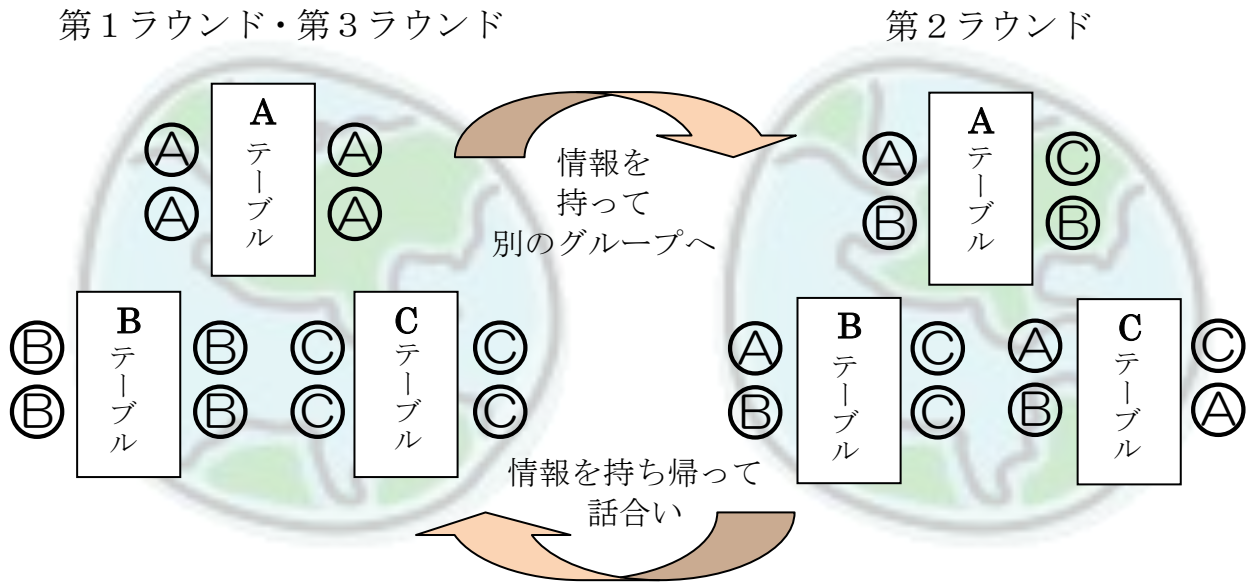 第１ラウンド・第３ラウンド
A
テーブル
Ⓐ Ⓐ
Ⓐ Ⓐ
B
テーブル
Ⓑ Ⓑ
Ⓑ Ⓑ
C
テーブル
Ⓒ Ⓒ
Ⓒ Ⓒ
情報を
持って
別のグループへ
第２ラウンド
A
テーブル
Ⓐ Ⓒ
Ⓑ Ⓑ
B
テーブル
Ⓐ Ⓒ
Ⓑ Ⓒ
C
テーブル
Ⓐ Ⓒ
Ⓑ Ⓐ
情報を持ち帰って
話合い